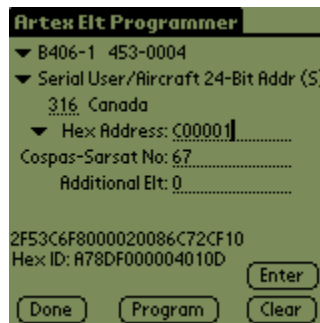 Artex Elt Programmer
B406-1 453-0004
Serial User/Aircraft 24-Bit Addr (S)
316 Canada
Hex Address: C00001
Cospas-Sarsat No: 67
Additional Elt: 0
2F53C6F8000020086C72CF10
Hex ID: A78DF000004010D
Enter
Done Program Clear